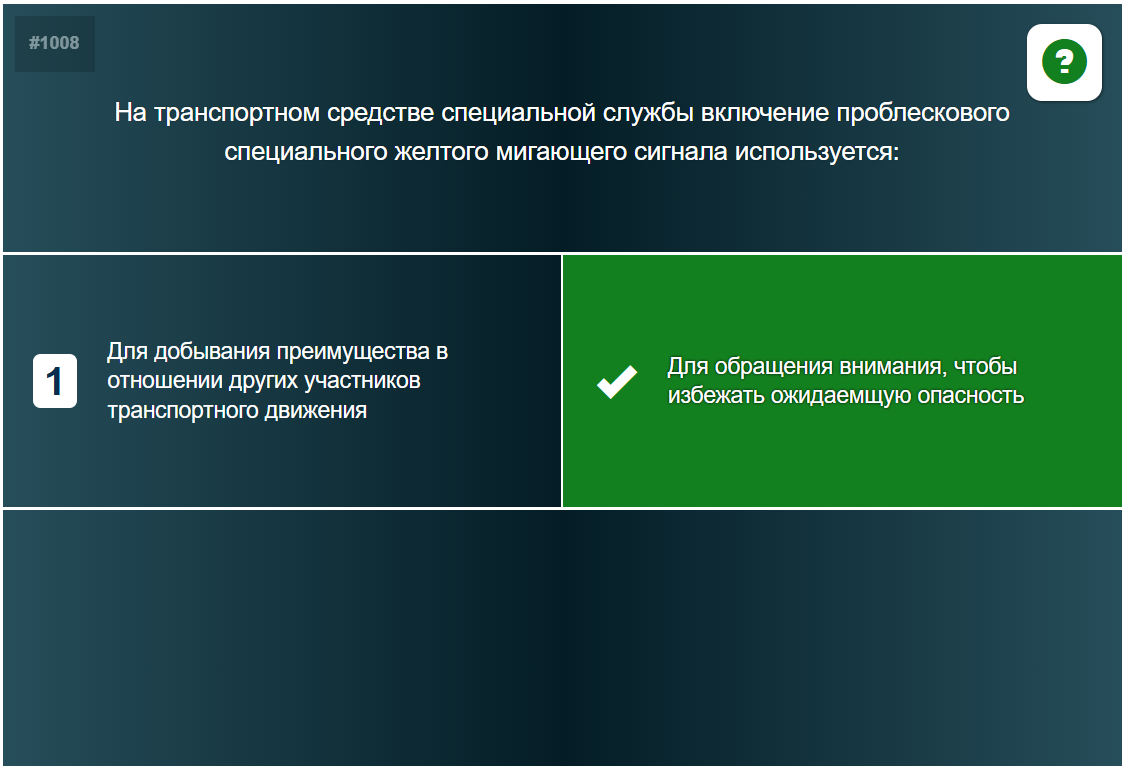 #1008
?
На транспортном средстве специальной службы включение проблескового
специального желтого мигающего сигнала используется:
1
Для добывания преимущества в
отношении других участников
транспортного движения
Для обращения внимания, чтобы
избежать ожидаемщую опасность